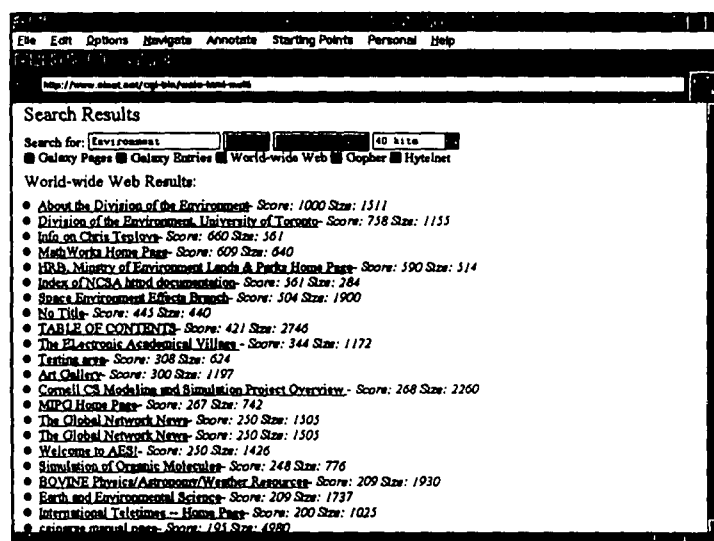 File Edit Options Navigate Annotate Starting Points Personal Help
Search Results
Search for: Environment 40 hits
Galaxy Pages Galaxy Entries World-wide Web Gopher Hytelnet
World-wide Web Results:
About the Division of the Environment- Score: 1000 Size: 1511
Division of the Environment, University of Toronto- Score: 758 Size: 1155
Info on Chris Teplovs- Score: 660 Size: 561
MathWorks Home Page- Score: 609 Size: 640
HRB, Minstry of Environment Lands & Parks Home Page- Score: 590 Size: 514
Index of NCSA httpd documentation- Score: 561 Size: 284
Space Environment Effects Branch- Score: 504 Size: 1900
No Title- Score: 445 Size: 440
TABLE OF CONTENTS- Score: 421 Size: 2746
The ELectronic Academical Village - Score: 344 Size: 1172
Testing area- Score: 308 Size: 624
Art Gallery- Score: 300 Size: 1197
Cornell CS Modeling and Simulation Project Overview - Score: 268 Size: 2260
MIPG Home Page- Score: 267 Size: 742
The Global Network News- Score: 250 Size: 1505
The Global Network News- Score: 250 Size: 1505
Welcome to AES!- Score: 250 Size: 1426
Simulation of Organic Molecules- Score: 248 Size: 776
BOVINE Physics/Astronomy/Weather Resources- Score: 209 Size: 1930
Earth and Environmental Science- Score: 209 Size: 1737
International Teletimes -- Home Page- Score: 200 Size: 1025
manual page- Score: 195 Size: 4980